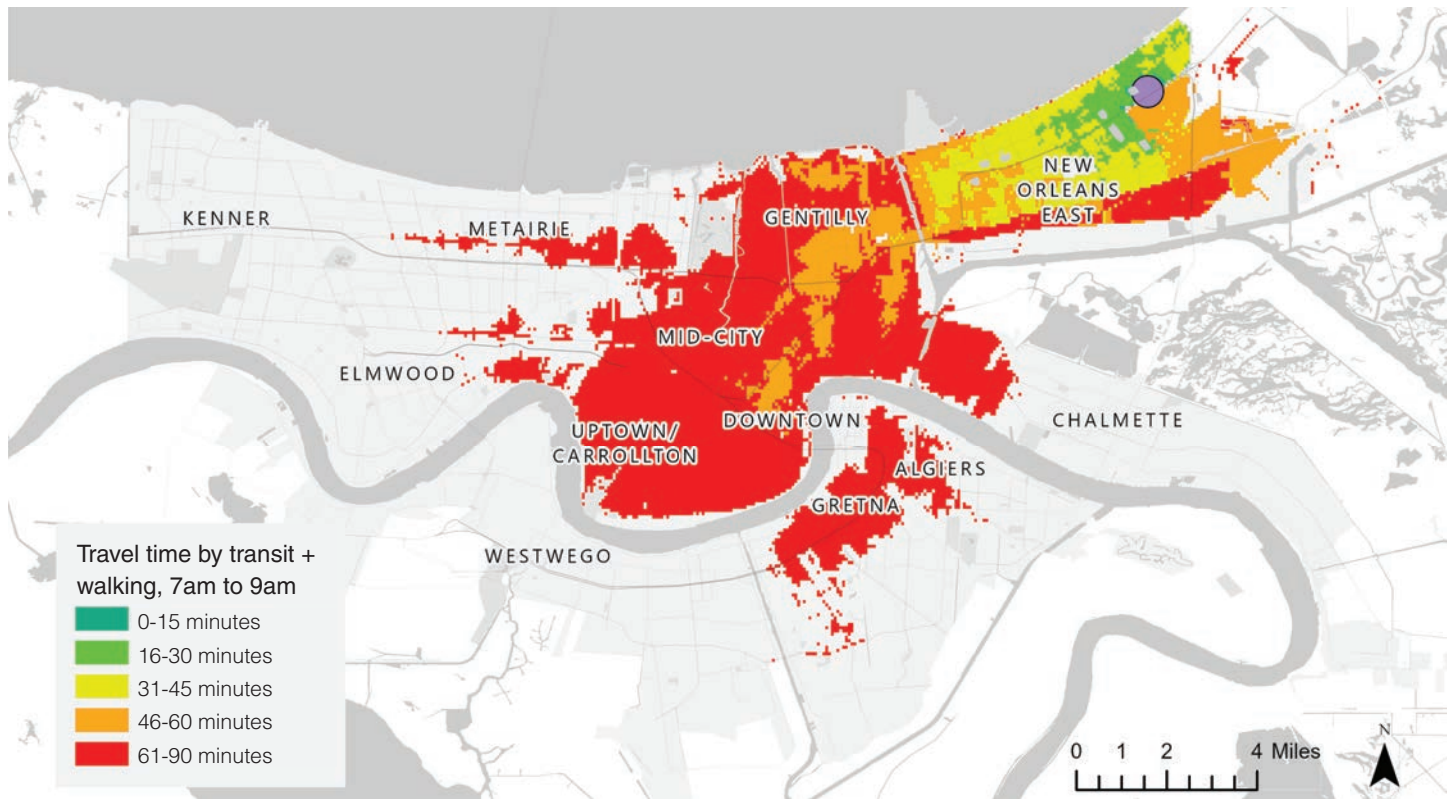 NEW
ORLEANS
EAST
KENNER
METAIRIE
GENTILLY
MID-CITY
ELMWOOD
DOWNTOWN
CHALMETTE
UPTOWN/
CARROLLTON
ALGIERS
GRETNA
WESTWEGO
Travel time by transit +
walking, 7am to 9am
0-15 minutes
16-30 minutes
31-45 minutes
46-60 minutes
61-90 minutes
0 1 2 4 Miles
N